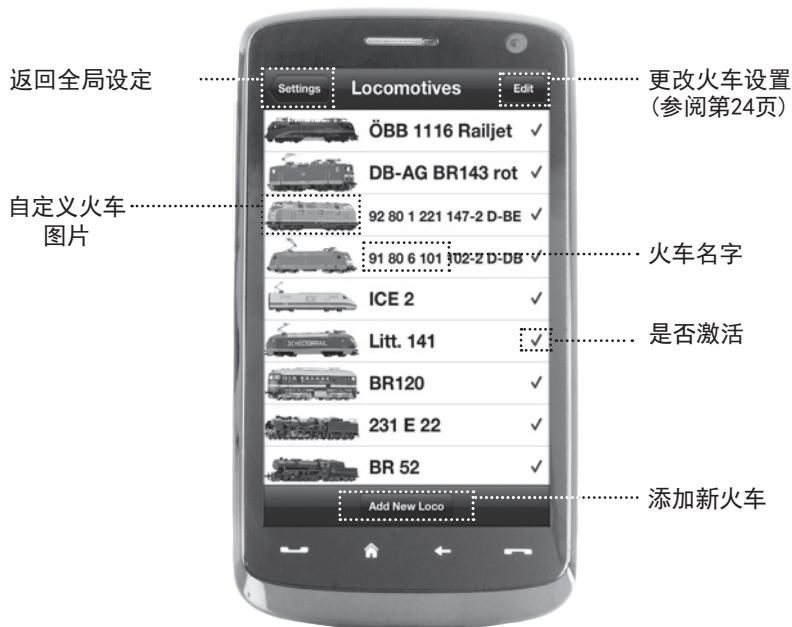 返回全局设定
Settings
Locomotives
Edit
更改火车设置
(参阅第24页)
ÖBB 1116 Railjet ✓
DB-AG BR143 rot ✓
自定义火车
图片
92 80 1 221 147-2 D-BE ✓
91 80 6 101 102-2 D-DB ✓
火车名字
ICE 2 ✓
HECTORRAIL
Litt. 141 ✓
是否激活
BR120 ✓
231 E 22 ✓
BR 52 ✓
Add New Loco
添加新火车